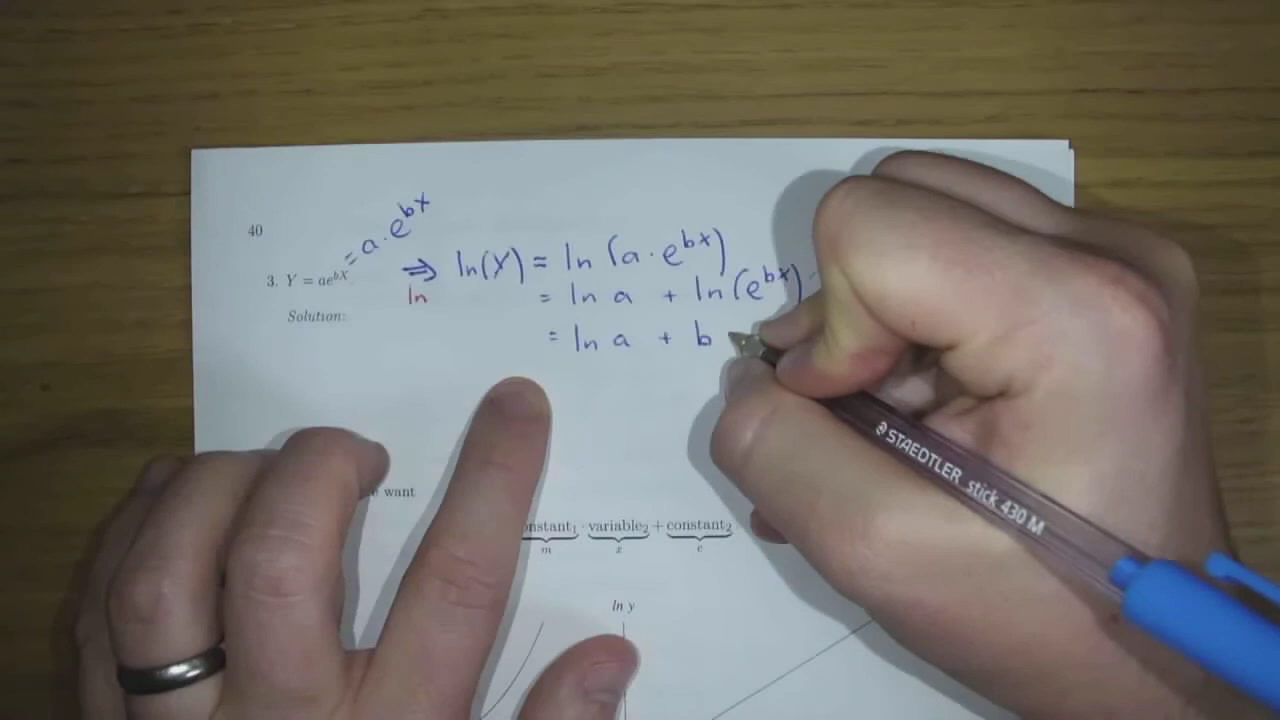 40
= a · e^{bx}
3. Y = ae^{bX}.
⇒ ln(Y) = ln(a · e^{bx})
ln
= ln a + ln(e^{bx})
Solution:
= ln a + b
want
constant₁ · variable₂ + constant₂
m x c
ln y
STAEDTLER stick 430 M